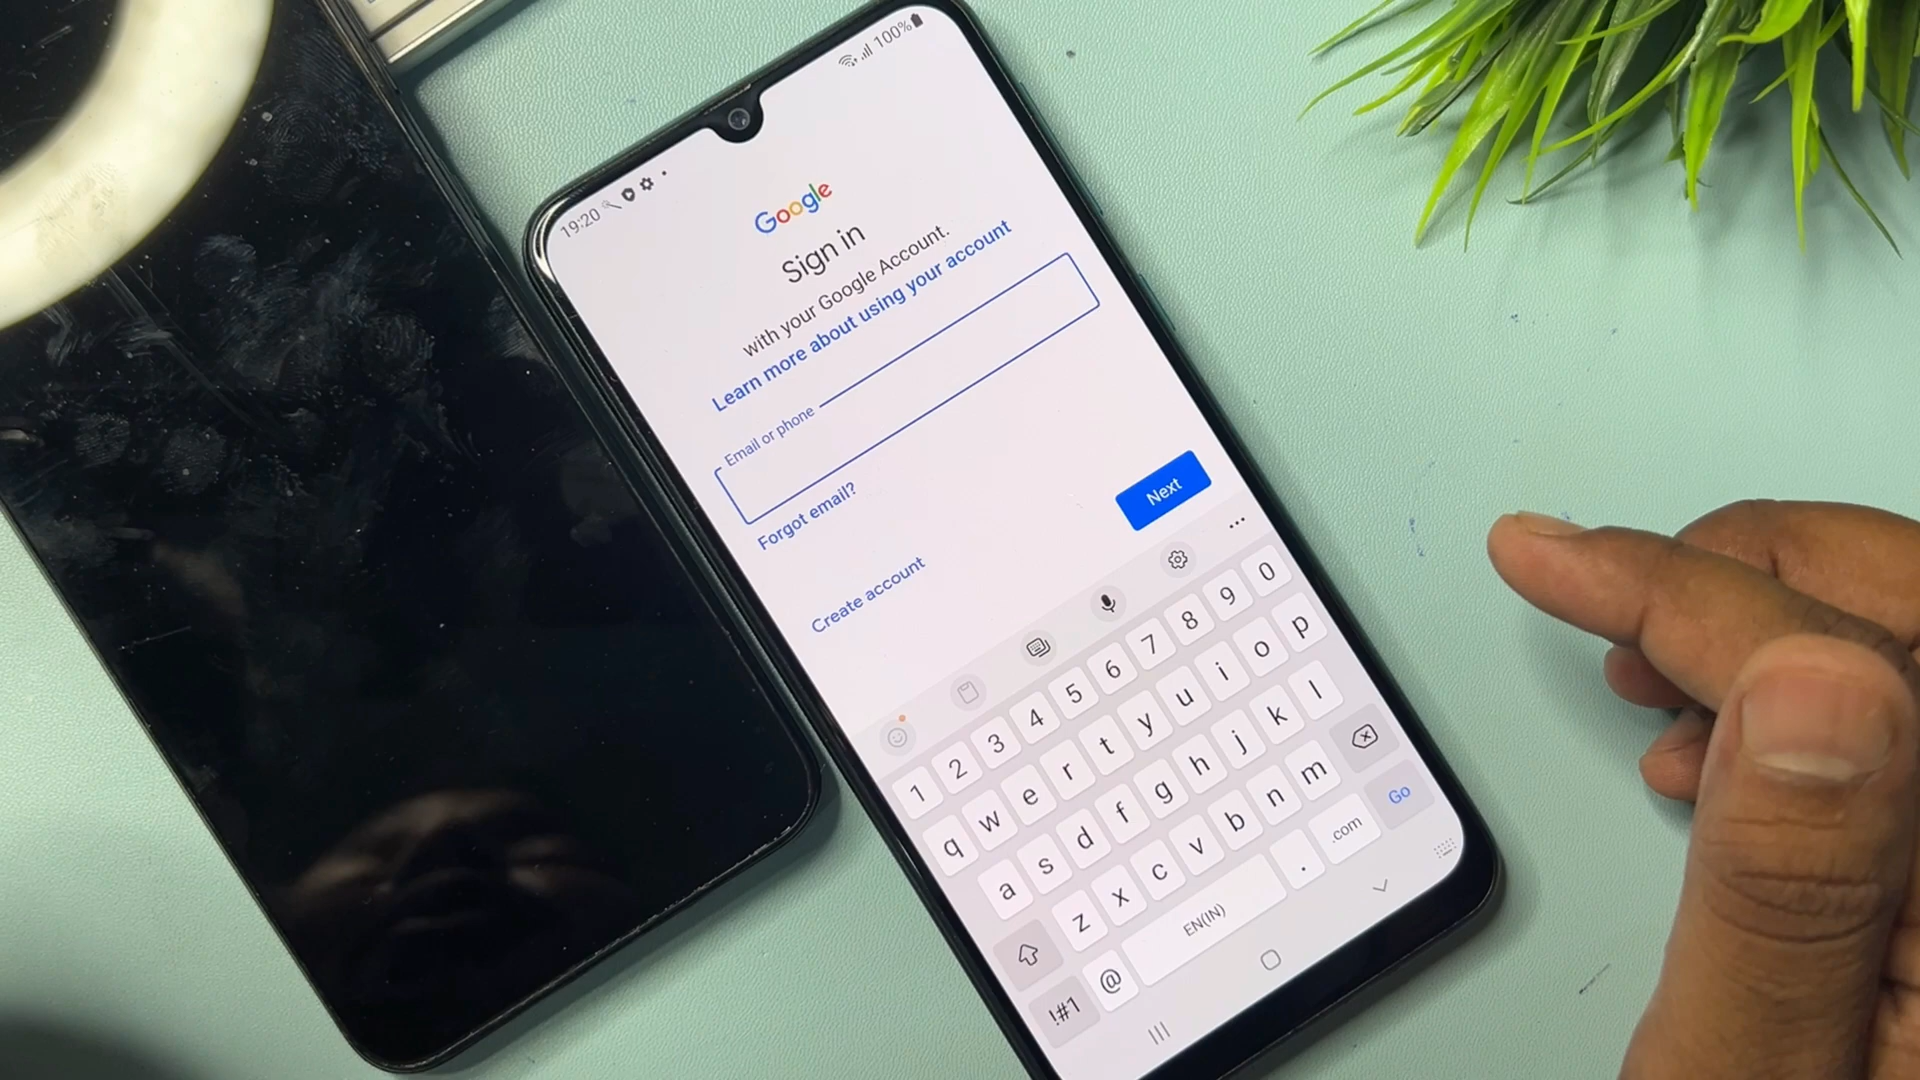 19:20
100%
Google
Sign in
with your Google Account.
Learn more about using your account
Email or phone
Forgot email?
Next
Create account
1 2 3 4 5 6 7 8 9 0
q w e r t y u i o p
a s d f g h j k l
z x c v b n m
!#1 @ EN(IN) . .com Go